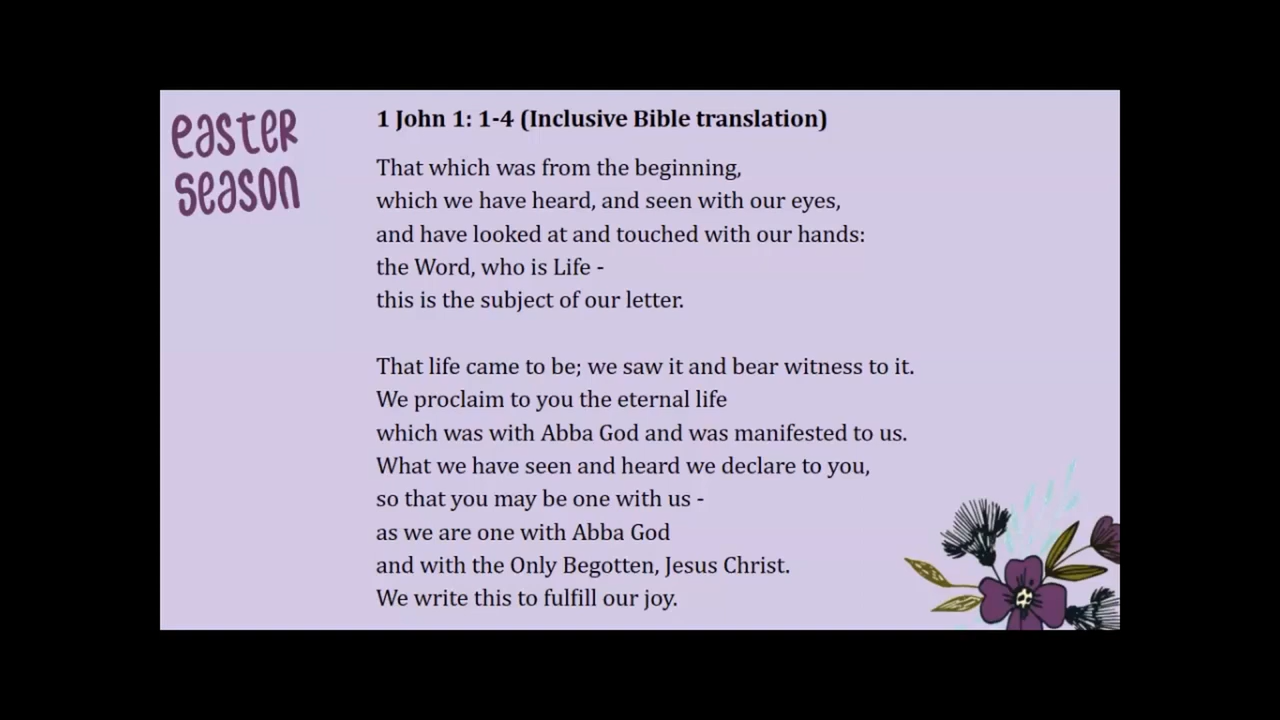 easter
season
1 John 1: 1-4 (Inclusive Bible translation)
That which was from the beginning,
which we have heard, and seen with our eyes,
and have looked at and touched with our hands:
the Word, who is Life -
this is the subject of our letter.
That life came to be; we saw it and bear witness to it.
We proclaim to you the eternal life
which was with Abba God and was manifested to us.
What we have seen and heard we declare to you,
so that you may be one with us -
as we are one with Abba God
and with the Only Begotten, Jesus Christ.
We write this to fulfill our joy.